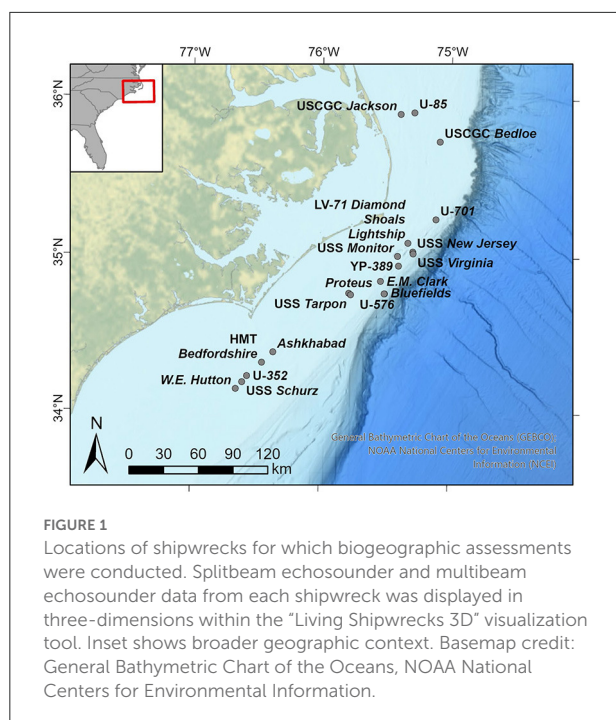 77°W 76°W 75°W
36°N
USCGC Jackson U-85
USCGC Bedloe
LV-71 Diamond
Shoals
Lightship
U-701
35°N
USS Monitor
USS New Jersey
YP-389
USS Virginia
Proteus
E.M. Clark
Bluefields
USS Tarpon
U-576
HMT
Bedfordshire
Ashkhabad
W.E. Hutton
U-352
USS Schurz
34°N
N
0 30 60 90 120
km
General Bathymetric Chart of the Oceans (GEBCO);
NOAA National Centers for Environmental
Information (NCEI)
FIGURE 1
Locations of shipwrecks for which biogeographic assessments
were conducted. Splitbeam echosounder and multibeam
echosounder data from each shipwreck was displayed in
three-dimensions within the “Living Shipwrecks 3D” visualization
tool. Inset shows broader geographic context. Basemap credit:
General Bathymetric Chart of the Oceans, NOAA National
Centers for Environmental Information.